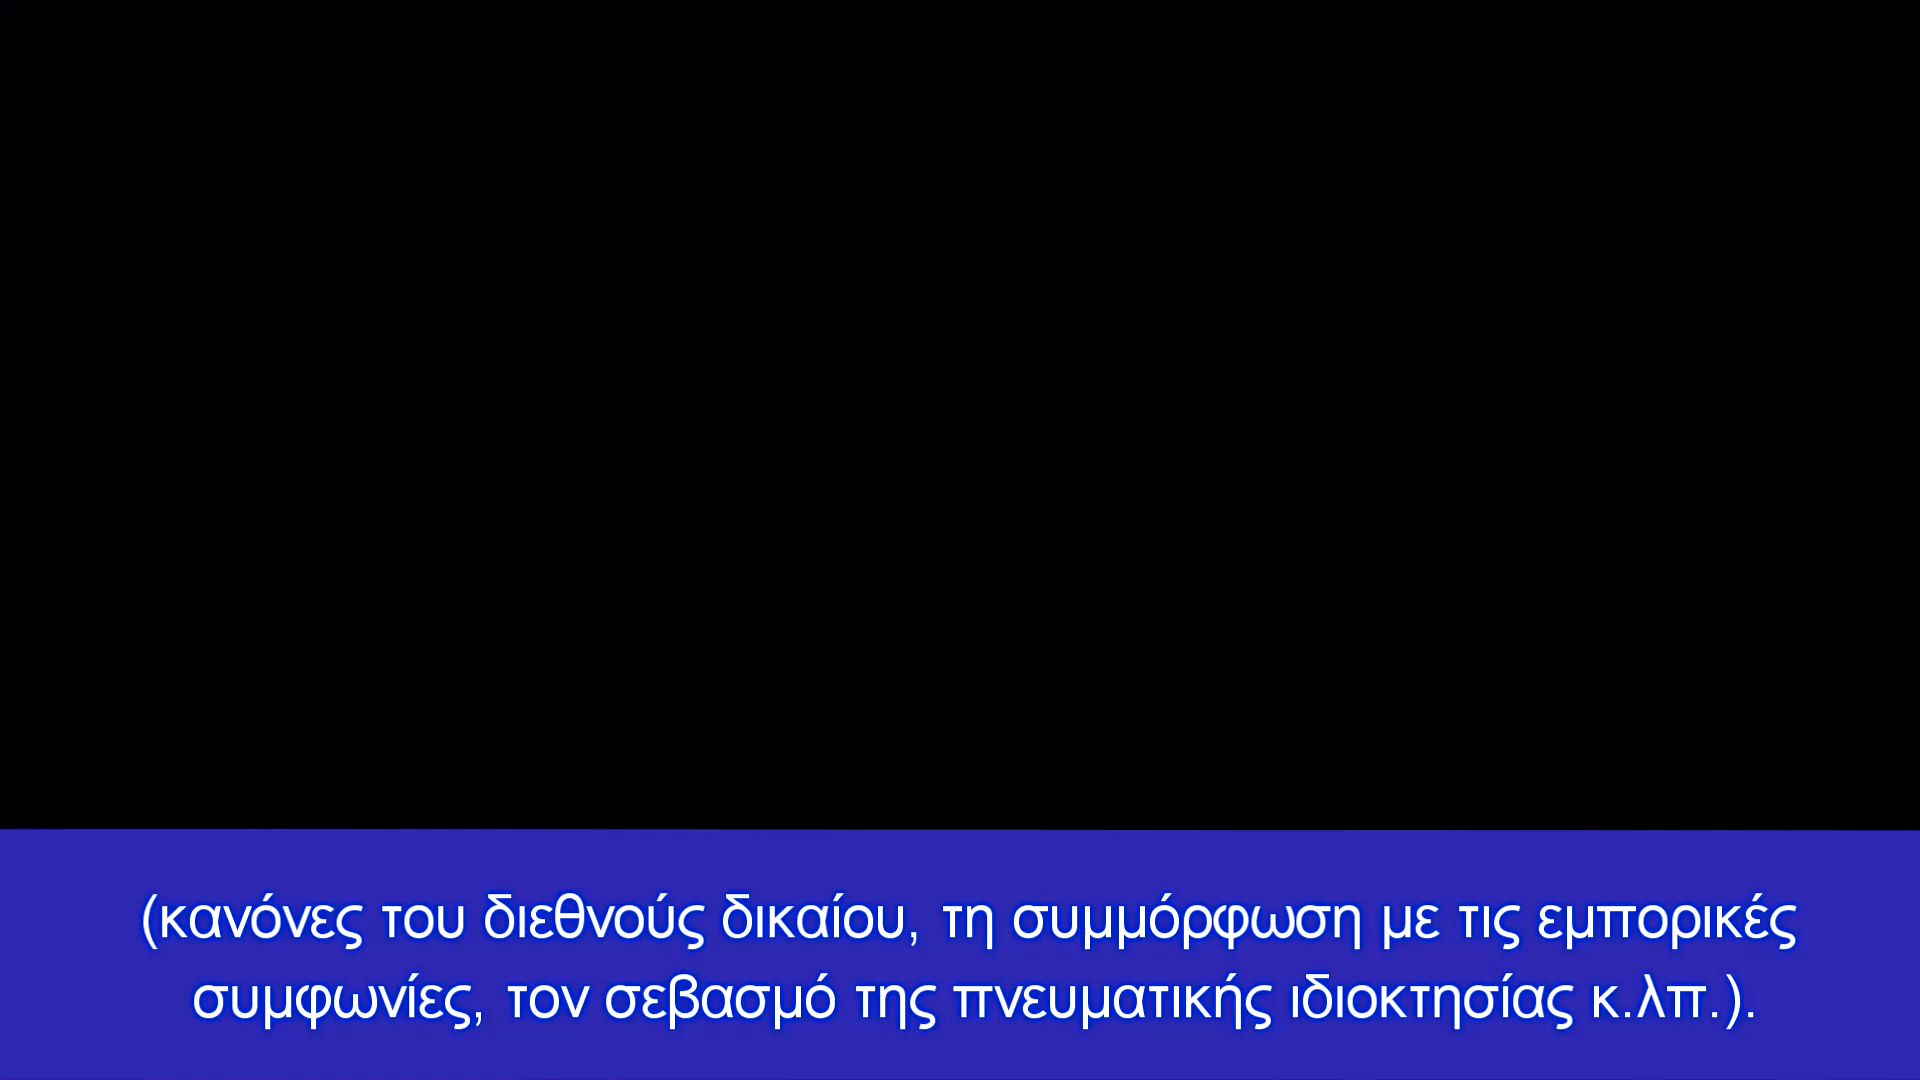 (κανόνες του διεθνούς δικαίου, τη συμμόρφωση με τις εμπορικές
συμφωνίες, τον σεβασμό της πνευματικής ιδιοκτησίας κ.λπ.).